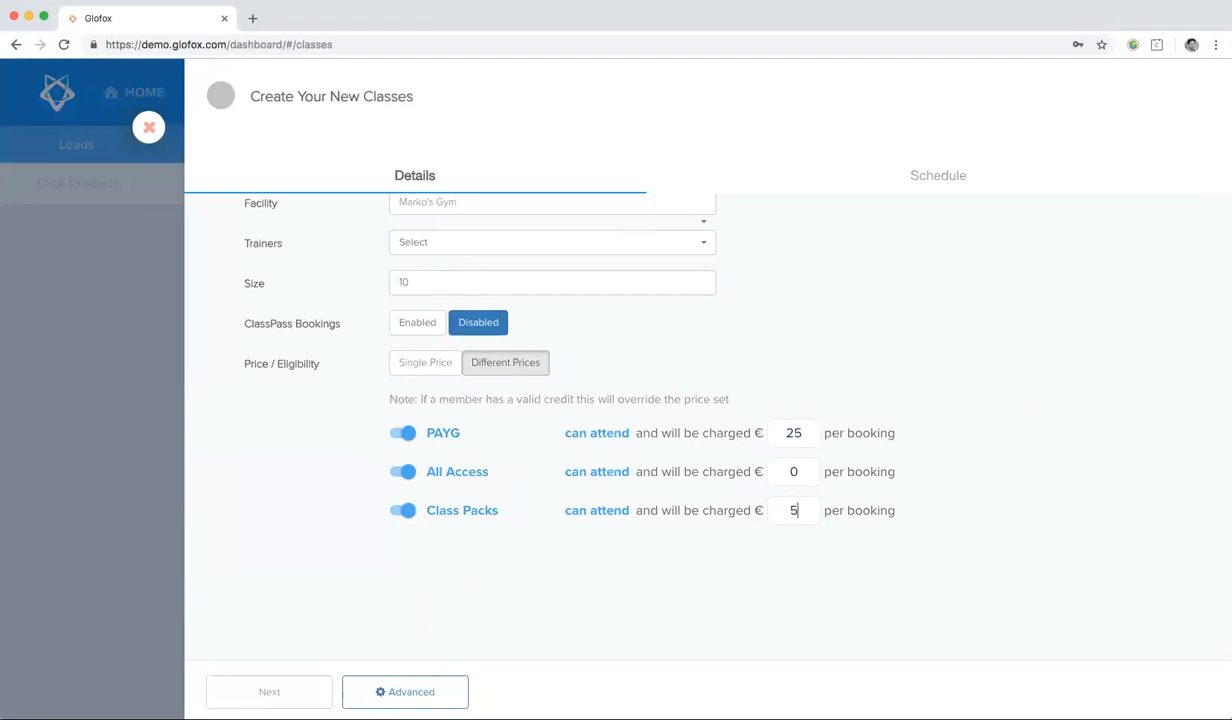 Glofox
https://demo.glofox.com/dashboard/#/classes
HOME
Create Your New Classes
Leads
Click to search
Details
Schedule
Facility
Marko's Gym
Trainers
Select
Size
10
ClassPass Bookings
Enabled
Disabled
Price / Eligibility
Single Price
Different Prices
Note: If a member has a valid credit this will override the price set
PAYG can attend and will be charged € 25 per booking
All Access can attend and will be charged € 0 per booking
Class Packs can attend and will be charged € 5 per booking
Next
Advanced